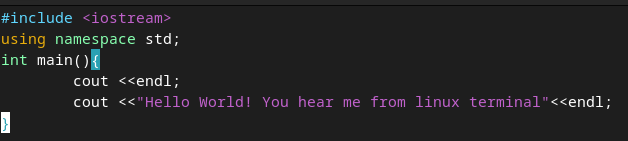 #include <iostream>
using namespace std;
int main(){
        cout <<endl;
        cout <<"Hello World! You hear me from linux terminal"<<endl;
}